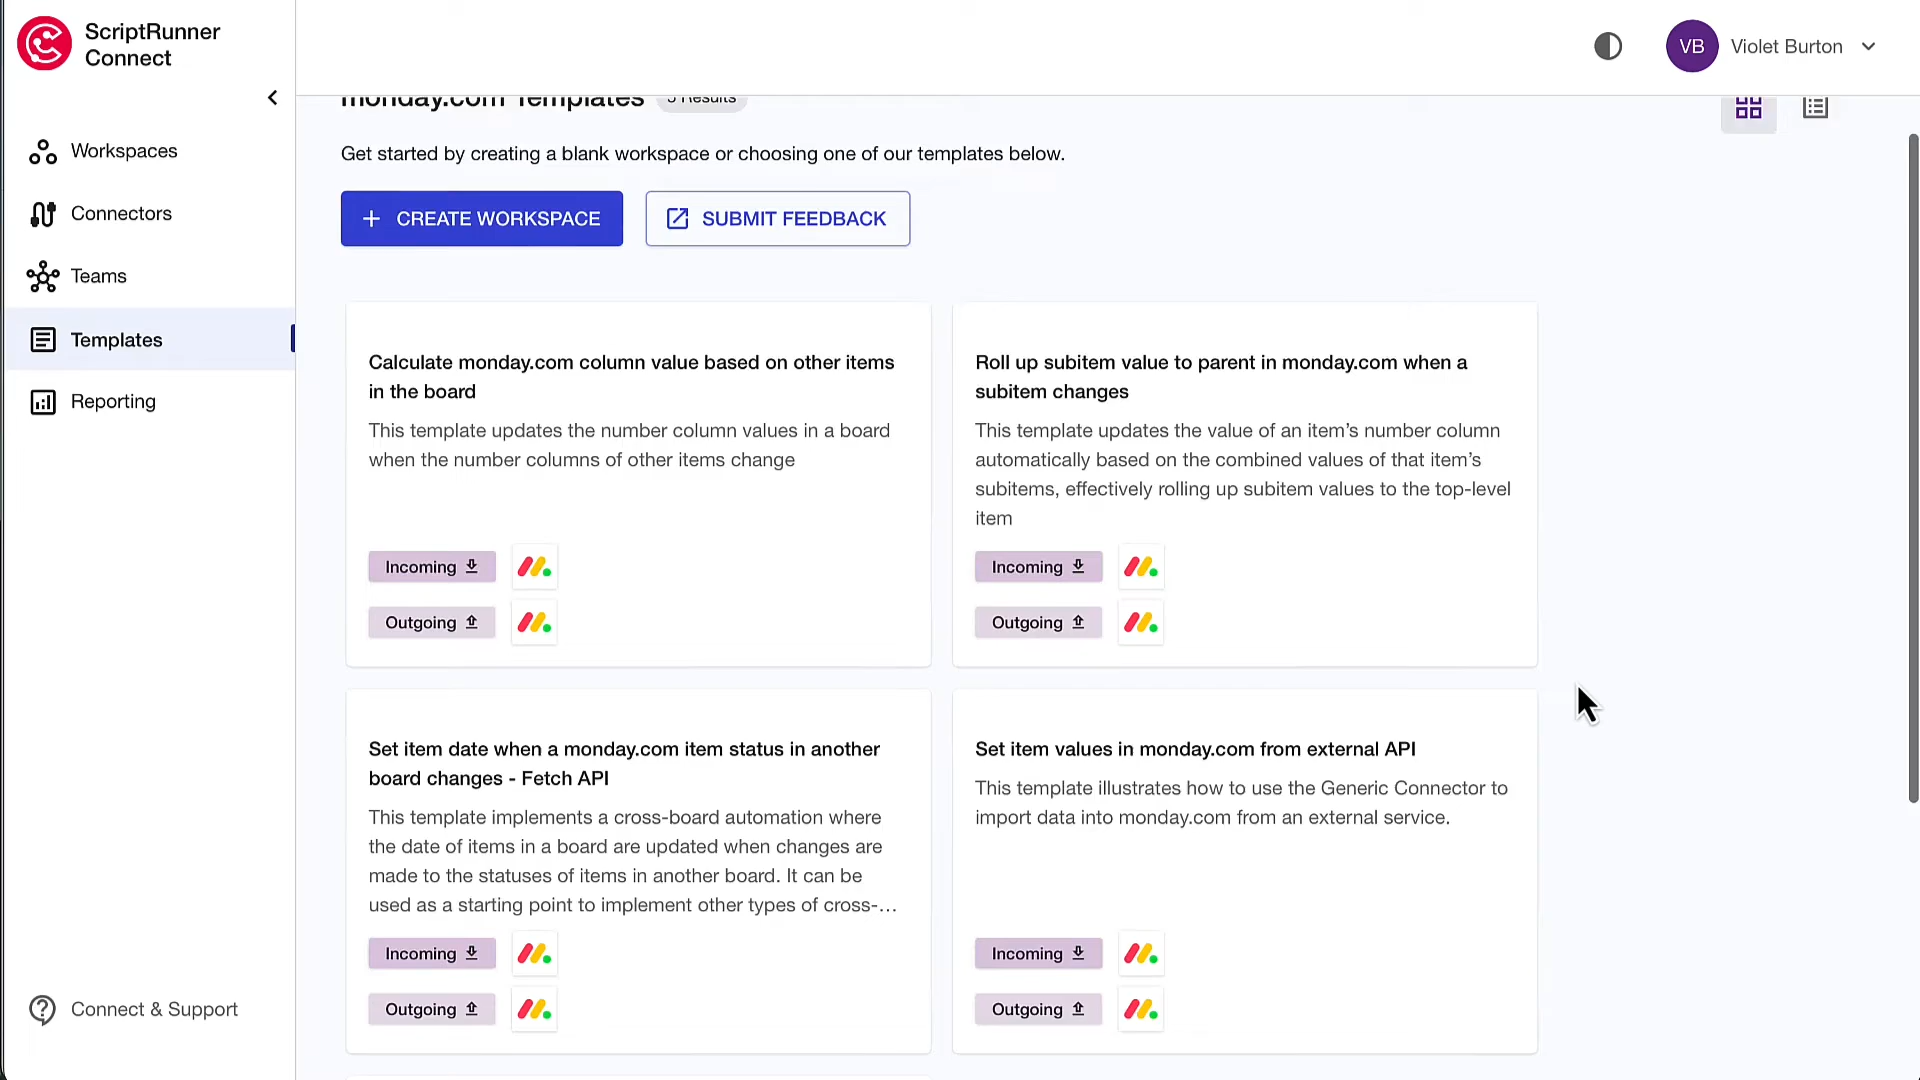 ScriptRunner
Connect
VB
Violet Burton
Workspaces
Connectors
Teams
Templates
Reporting
Connect & Support
monday.com Templates
5 Results
Get started by creating a blank workspace or choosing one of our templates below.
+ CREATE WORKSPACE
SUBMIT FEEDBACK
Calculate monday.com column value based on other items
in the board
This template updates the number column values in a board
when the number columns of other items change
Incoming
Outgoing
Roll up subitem value to parent in monday.com when a
subitem changes
This template updates the value of an item’s number column
automatically based on the combined values of that item’s
subitems, effectively rolling up subitem values to the top-level
item
Incoming
Outgoing
Set item date when a monday.com item status in another
board changes - Fetch API
This template implements a cross-board automation where
the date of items in a board are updated when changes are
made to the statuses of items in another board. It can be
used as a starting point to implement other types of cross-…
Incoming
Outgoing
Set item values in monday.com from external API
This template illustrates how to use the Generic Connector to
import data into monday.com from an external service.
Incoming
Outgoing